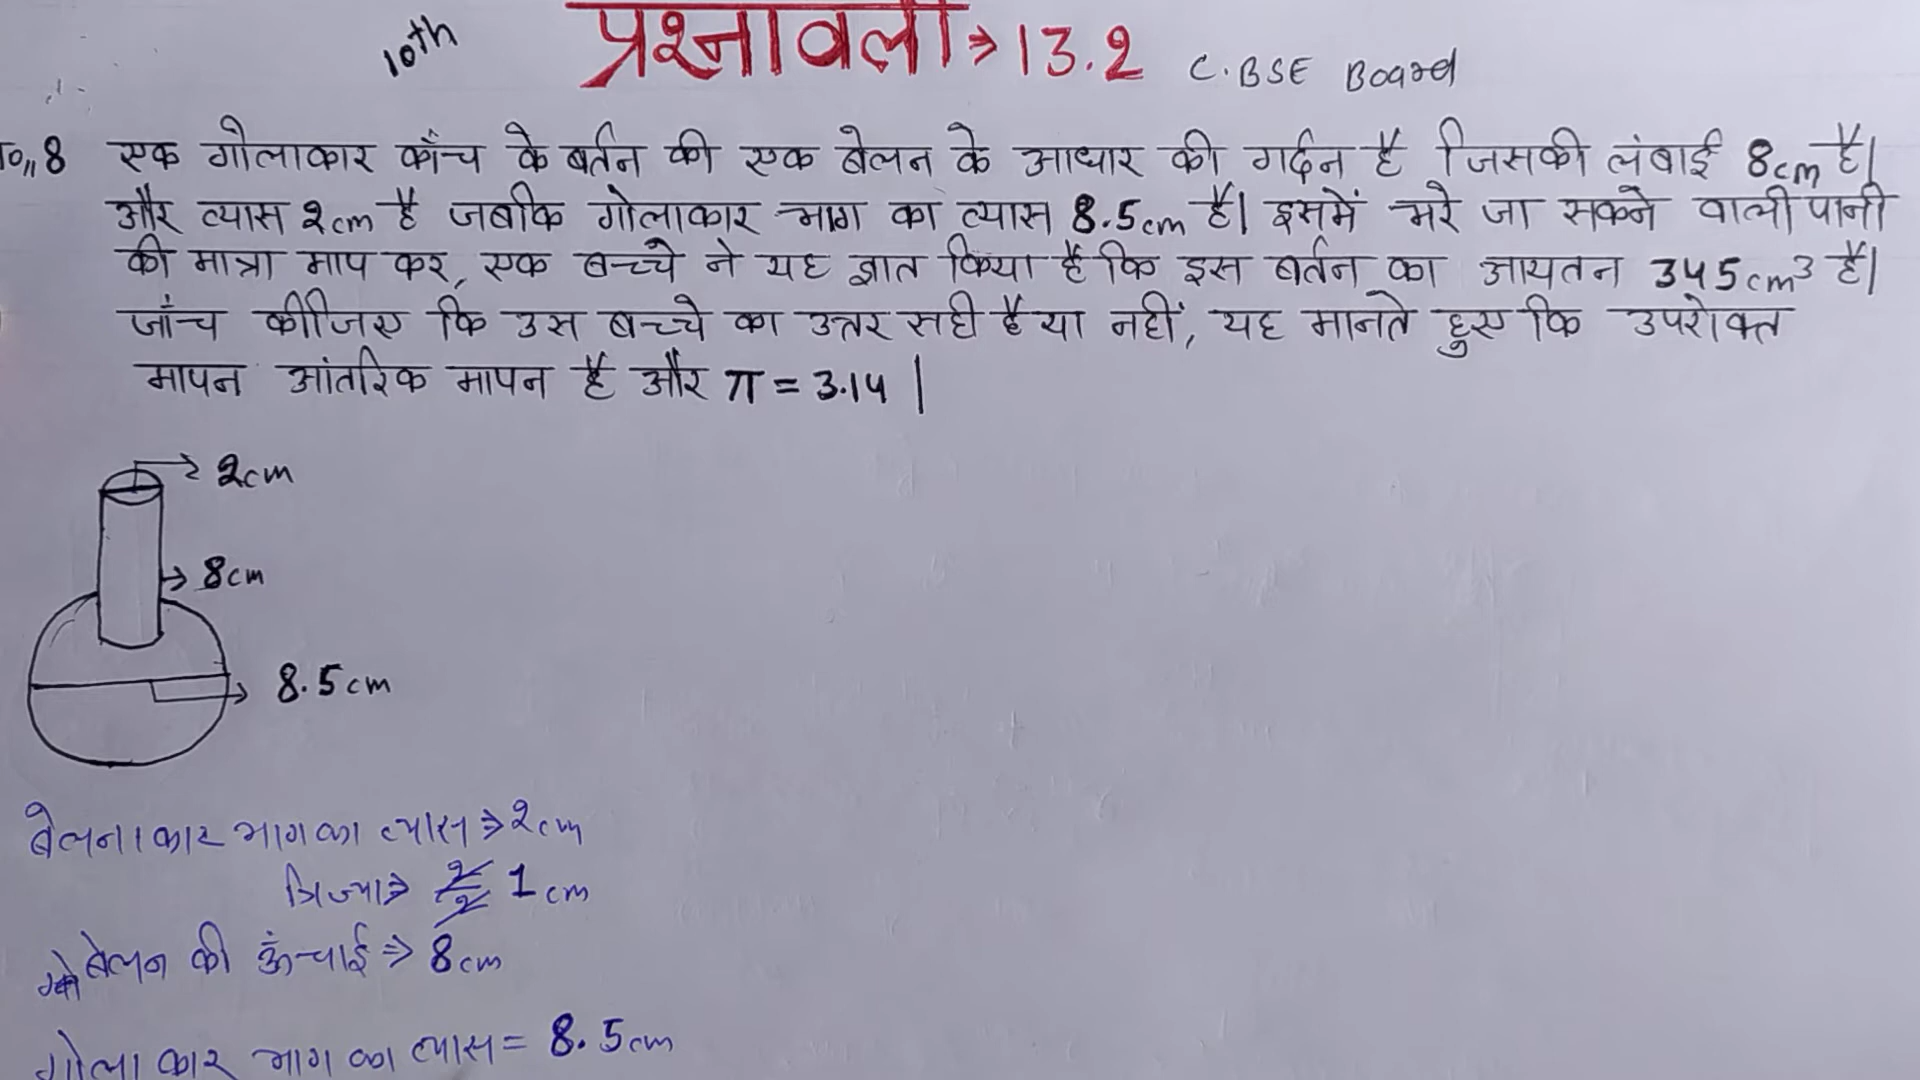 10th प्रश्नावली ⇒ 13.2 C.BSE Board
8 एक गोलाकार काँच के बर्तन की एक बेलन के आधार की गर्दन है जिसकी लंबाई 8cm है।
और व्यास 2cm है जबकि गोलाकार भाग का व्यास 8.5cm है। इसमें भरे जा सकने वाली पानी
की मात्रा माप कर, एक बच्चे ने यह ज्ञात किया है कि इस बर्तन का आयतन 345cm³ है।
जाँच कीजिए कि उस बच्चे का उत्तर सही है या नहीं, यह मानते हुए कि उपरोक्त
मापन आंतरिक मापन है और π = 3.14 |
→ 2cm
→ 8cm
→ 8.5cm
बेलनाकार भाग का व्यास ⇒ 2cm
त्रिज्या ⇒ 2/2 1cm
बेलन की ऊँचाई ⇒ 8cm
गोलाकार भाग का व्यास = 8.5cm